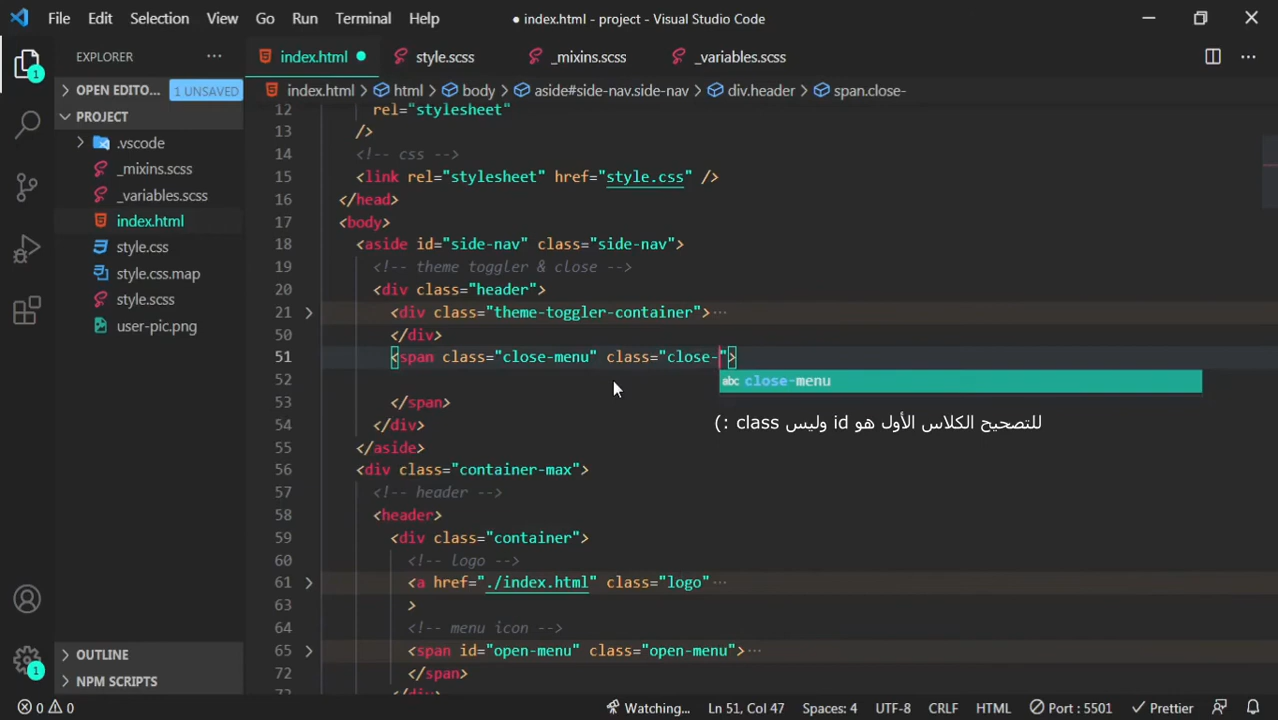 File Edit Selection View Go Run Terminal Help
● index.html - project - Visual Studio Code
EXPLORER ···
index.html ●
style.scss
_mixins.scss
_variables.scss
1
OPEN EDITO... 1 UNSAVED
index.html > html > body > aside#side-nav.side-nav > div.header > span.close-
PROJECT
.vscode
_mixins.scss
_variables.scss
index.html
style.css
style.css.map
style.scss
user-pic.png
12 rel="stylesheet"
13 />
14 <!-- css -->
15 <link rel="stylesheet" href="style.css" />
16 </head>
17 <body>
18 <aside id="side-nav" class="side-nav">
19 <!-- theme toggler & close -->
20 <div class="header">
21 <div class="theme-toggler-container"> ···
50 </div>
51 <span class="close-menu" class="close-">
abc close-menu
52
53 </span>
للتصحيح الكلاس الأول هو id وليس class :)
54 </div>
55 </aside>
56 <div class="container-max">
57 <!-- header -->
58 <header>
59 <div class="container">
60 <!-- logo -->
61 <a href="./index.html" class="logo" ···
63 >
64 <!-- menu icon -->
65 <span id="open-menu" class="open-menu"> ···
72 </span>
OUTLINE
NPM SCRIPTS
1
0 0
Watching... Ln 51, Col 47 Spaces: 4 UTF-8 CRLF HTML Port : 5501 Prettier